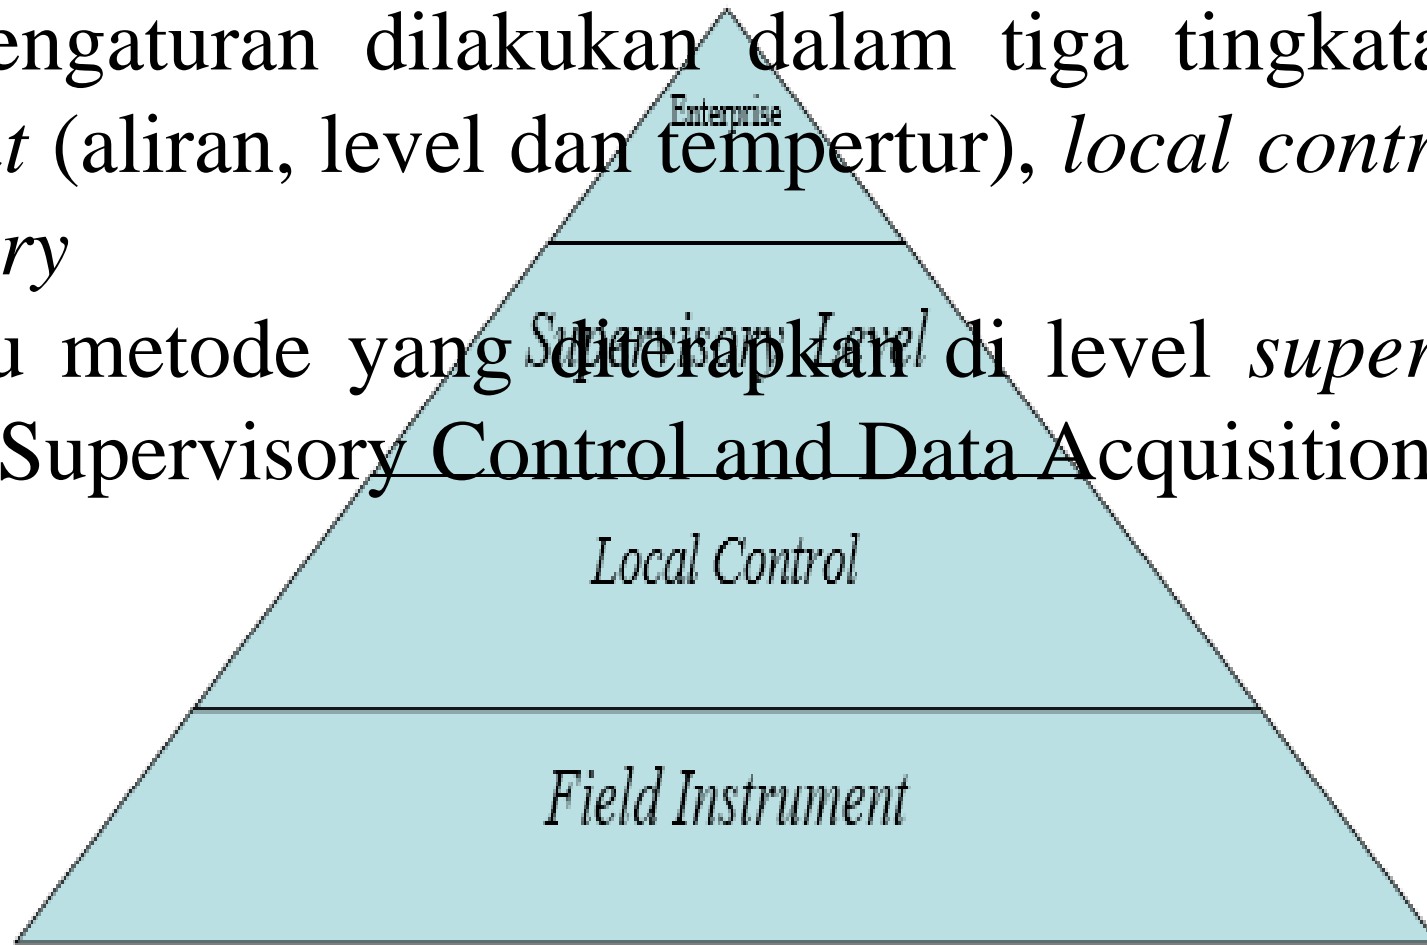 engaturan dilakukan dalam tiga tingkata
Enterprise
t (aliran, level dan tempertur), local contr
ry
Supervisory Level
u metode yang diterapkan di level super
Supervisory Control and Data Acquisition
Local Control
Field Instrument